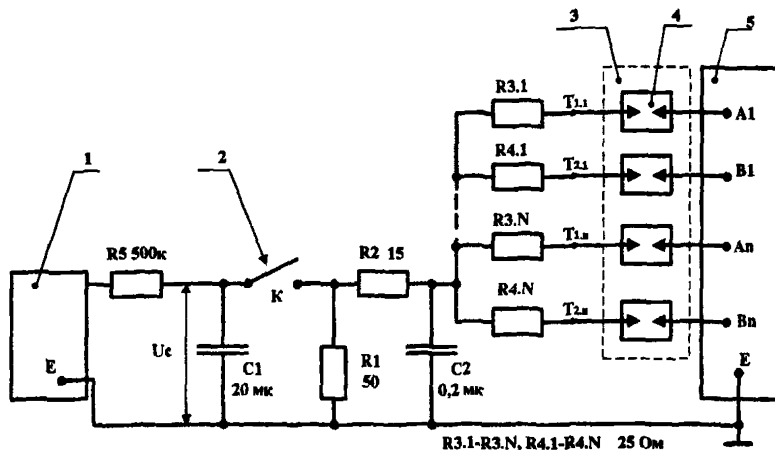 3
4
5
R3.1
T1.1
A1
1
2
R4.1
T2.1
B1
R5 500к
R2 15
R3.N
T1.н
An
К
R4.N
T2.н
Bn
E
Uc
C1
20 мк
R1
50
C2
0,2 мк
E
R3.1-R3.N, R4.1-R4.N 25 Ом